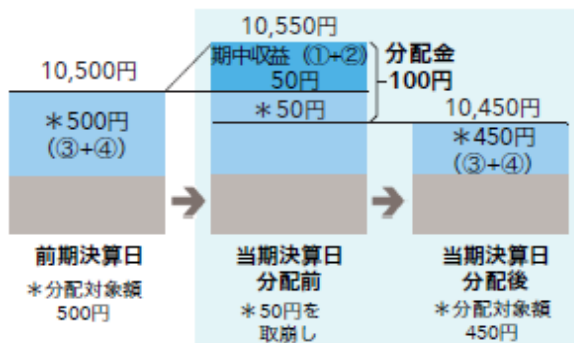 10,500円
＊500円
(③+④)
前期決算日
＊分配対象額
500円
10,550円
期中収益 (①+②)
50円
＊50円
分配金
100円
当期決算日
分配前
＊50円を
取崩し
10,450円
＊450円
(③+④)
当期決算日
分配後
＊分配対象額
450円